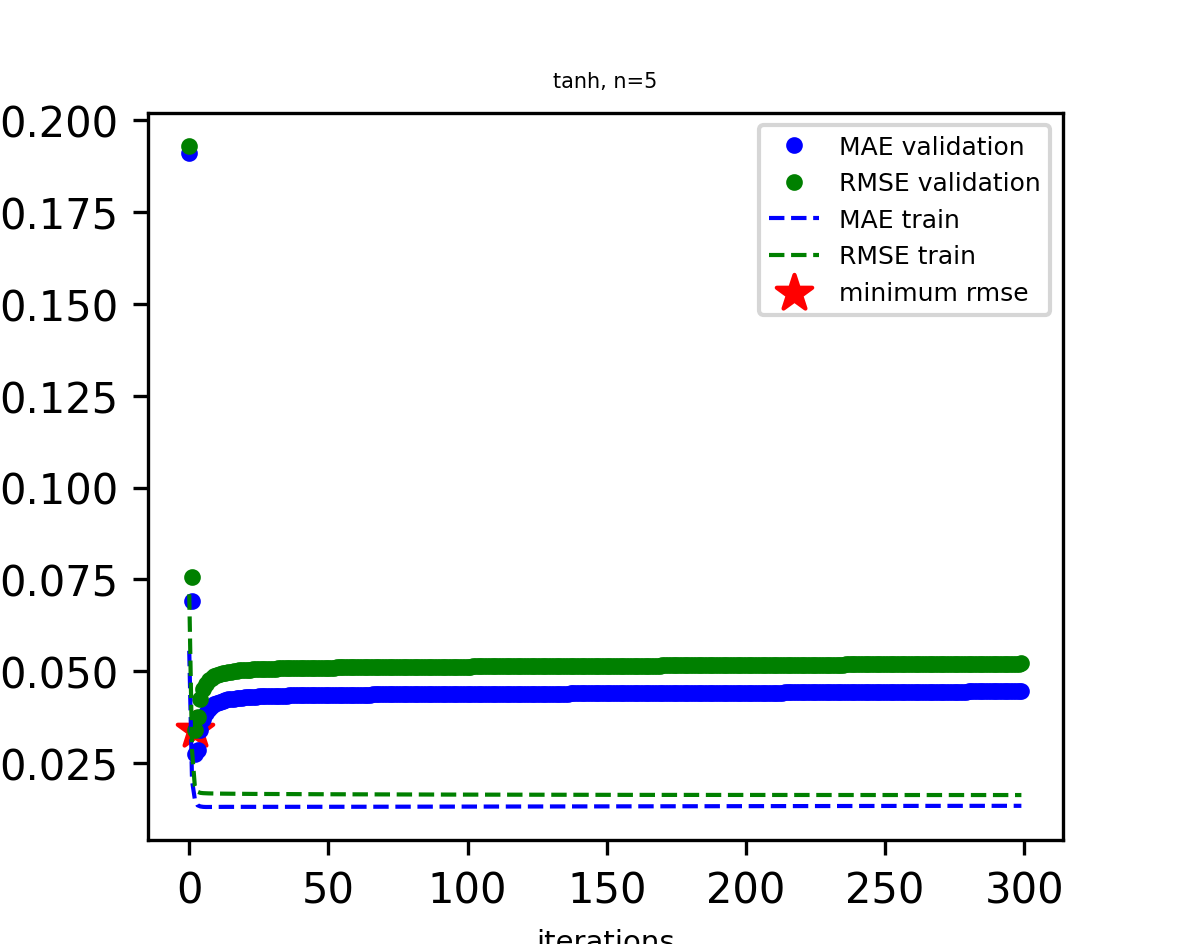 tanh, n=5
0.200
0.175
0.150
0.125
0.100
0.075
0.050
0.025
MAE validation
RMSE validation
MAE train
RMSE train
minimum rmse
0 50 100 150 200 250 300
iterations